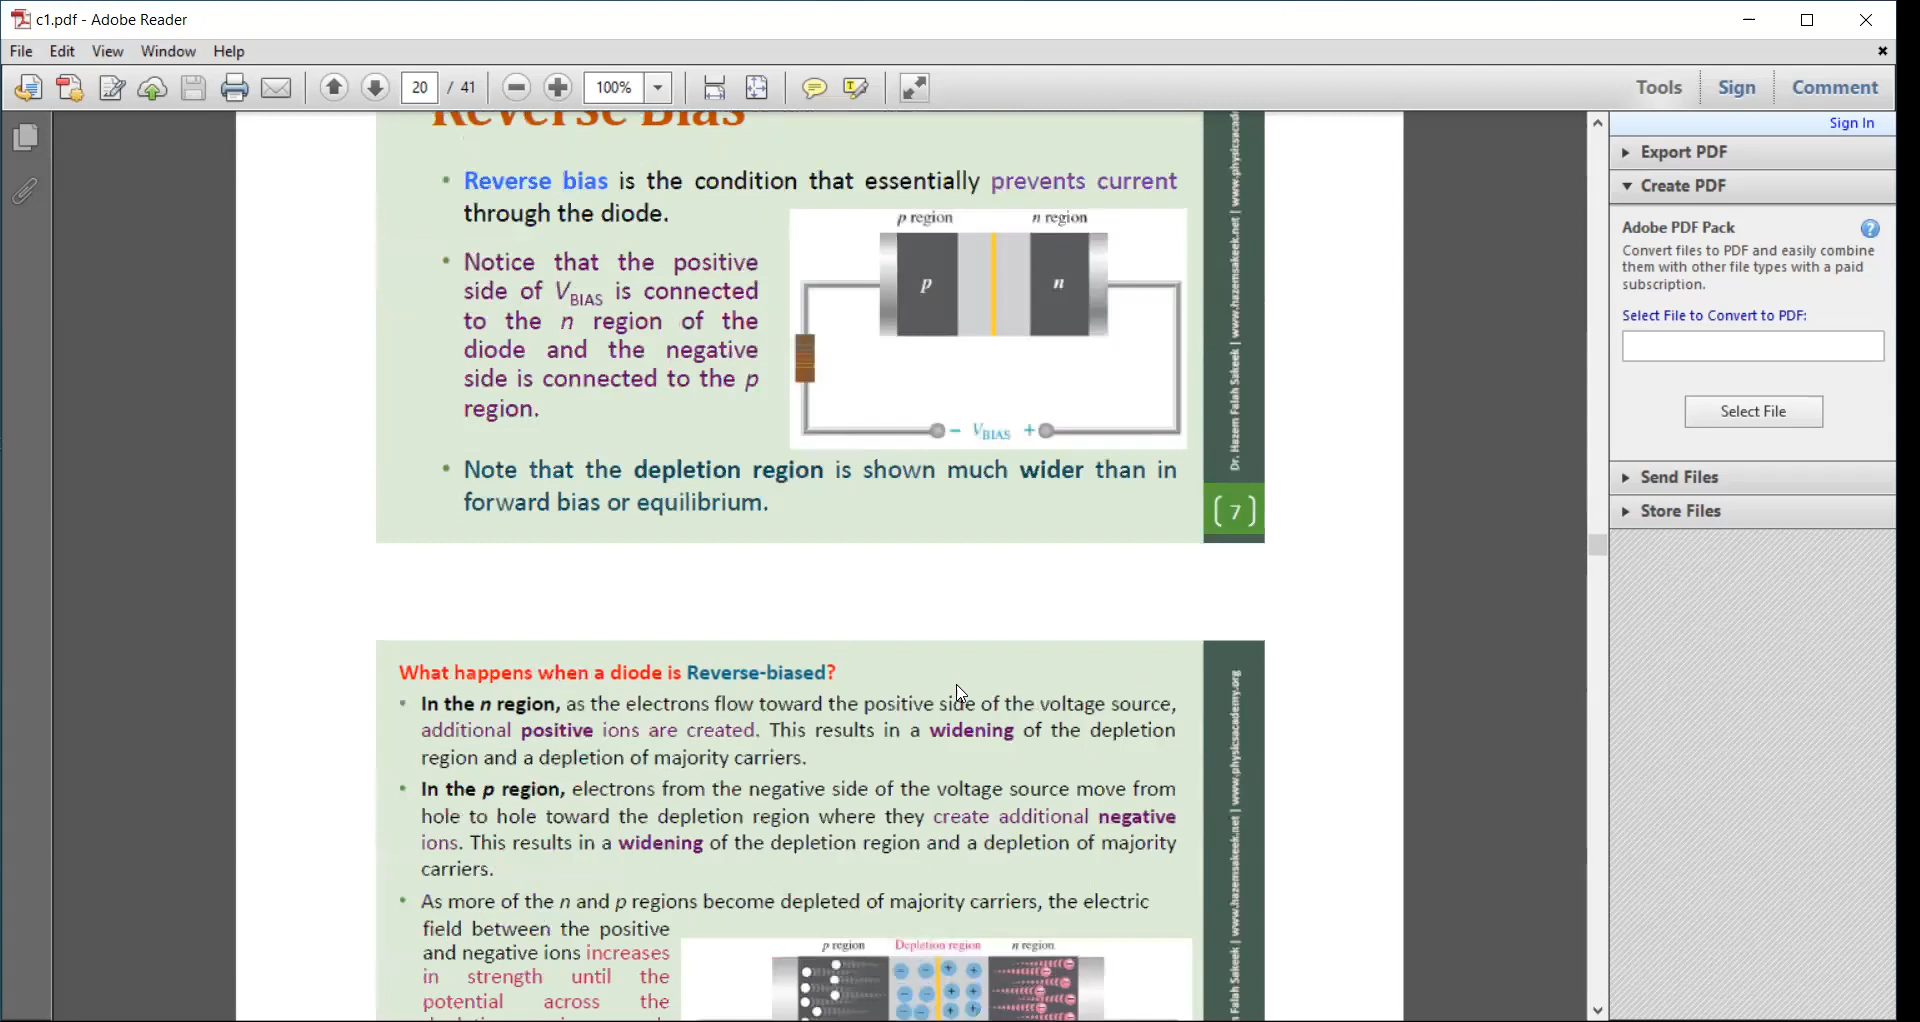 c1.pdf - Adobe Reader
File Edit View Window Help
20 / 41 100% Tools Sign Comment
Sign In
Export PDF
Create PDF
Adobe PDF Pack
Convert files to PDF and easily combine
them with other file types with a paid
subscription.
Select File to Convert to PDF:
Select File
Send Files
Store Files
Reverse Bias
• Reverse bias is the condition that essentially prevents current
through the diode.
• Notice that the positive
side of VBIAS is connected
to the n region of the
diode and the negative
side is connected to the p
region.
p region n region
p n
− VBIAS +
• Note that the depletion region is shown much wider than in
forward bias or equilibrium.
Dr. Hazem Falah Sakeek | www.hazemsakeek.net | www.physicsacad
7
What happens when a diode is Reverse-biased?
• In the n region, as the electrons flow toward the positive side of the voltage source,
additional positive ions are created. This results in a widening of the depletion
region and a depletion of majority carriers.
• In the p region, electrons from the negative side of the voltage source move from
hole to hole toward the depletion region where they create additional negative
ions. This results in a widening of the depletion region and a depletion of majority
carriers.
• As more of the n and p regions become depleted of majority carriers, the electric
field between the positive
and negative ions increases
in strength until the
potential across the
p region Depletion region n region
Falah Sakeek | www.hazemsakeek.net | www.physicsacademy.org